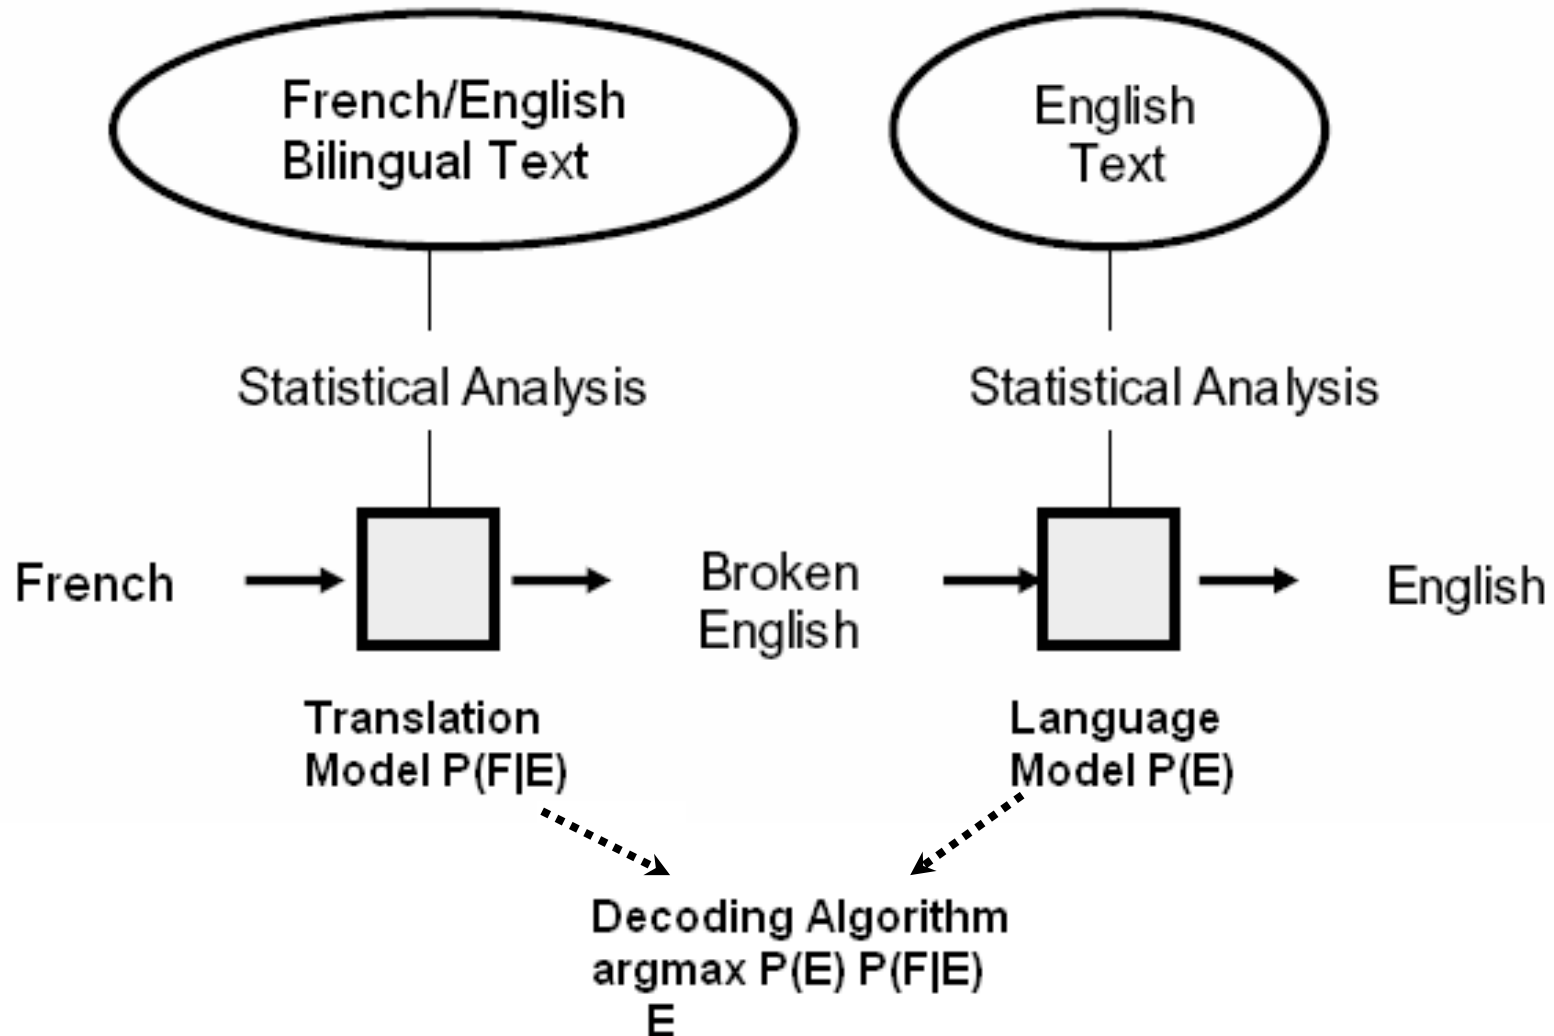 French/English
Bilingual Text
English
Text
Statistical Analysis
Statistical Analysis
French
Broken
English
English
Translation
Model P(F|E)
Language
Model P(E)
Decoding Algorithm
argmax P(E) P(F|E)
E